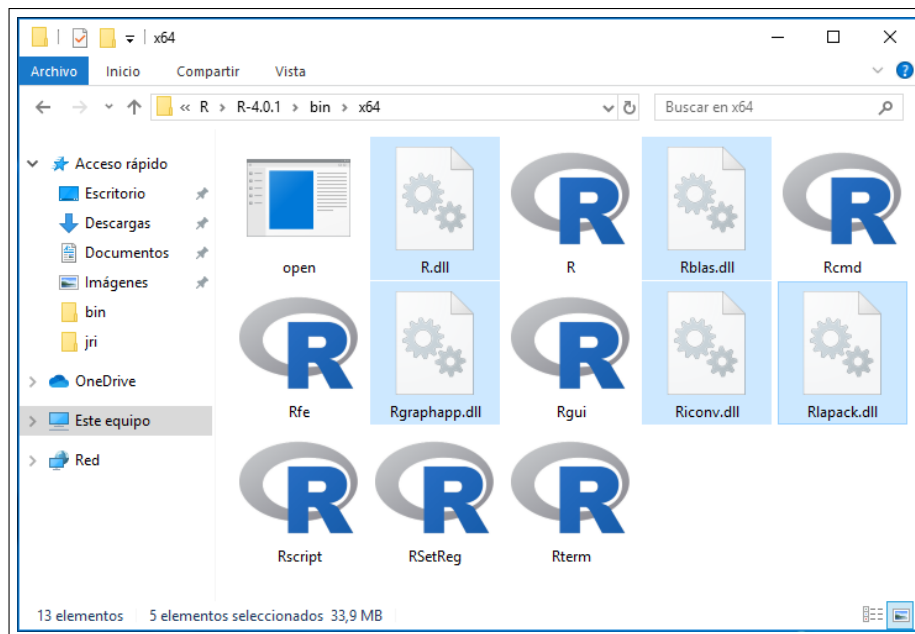 x64
Archivo Inicio Compartir Vista
« R > R-4.0.1 > bin > x64 Buscar en x64
Acceso rápido
Escritorio
Descargas
Documentos
Imágenes
bin
jri
OneDrive
Este equipo
Red
open R.dll R Rblas.dll Rcmd
Rfe Rgraphapp.dll Rgui Riconv.dll Rlapack.dll
Rscript RSetReg Rterm
13 elementos 5 elementos seleccionados 33,9 MB